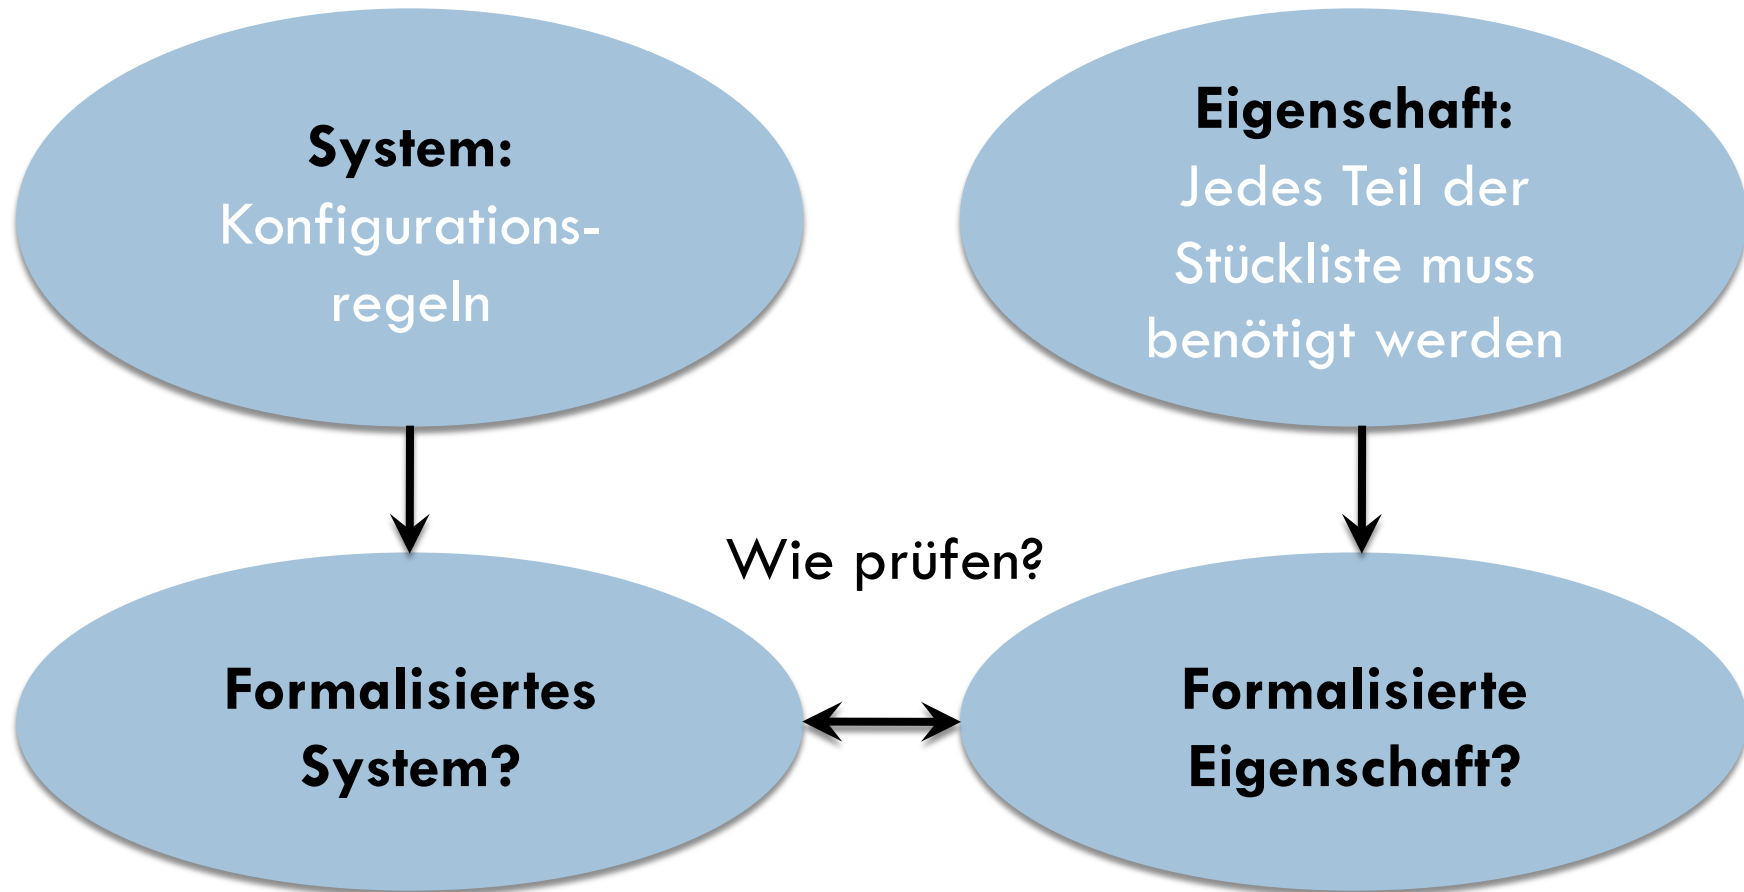 System:
Konfigurations-
regeln
Eigenschaft:
Jedes Teil der
Stückliste muss
benötigt werden
Wie prüfen?
Formalisiertes
System?
Formalisierte
Eigenschaft?